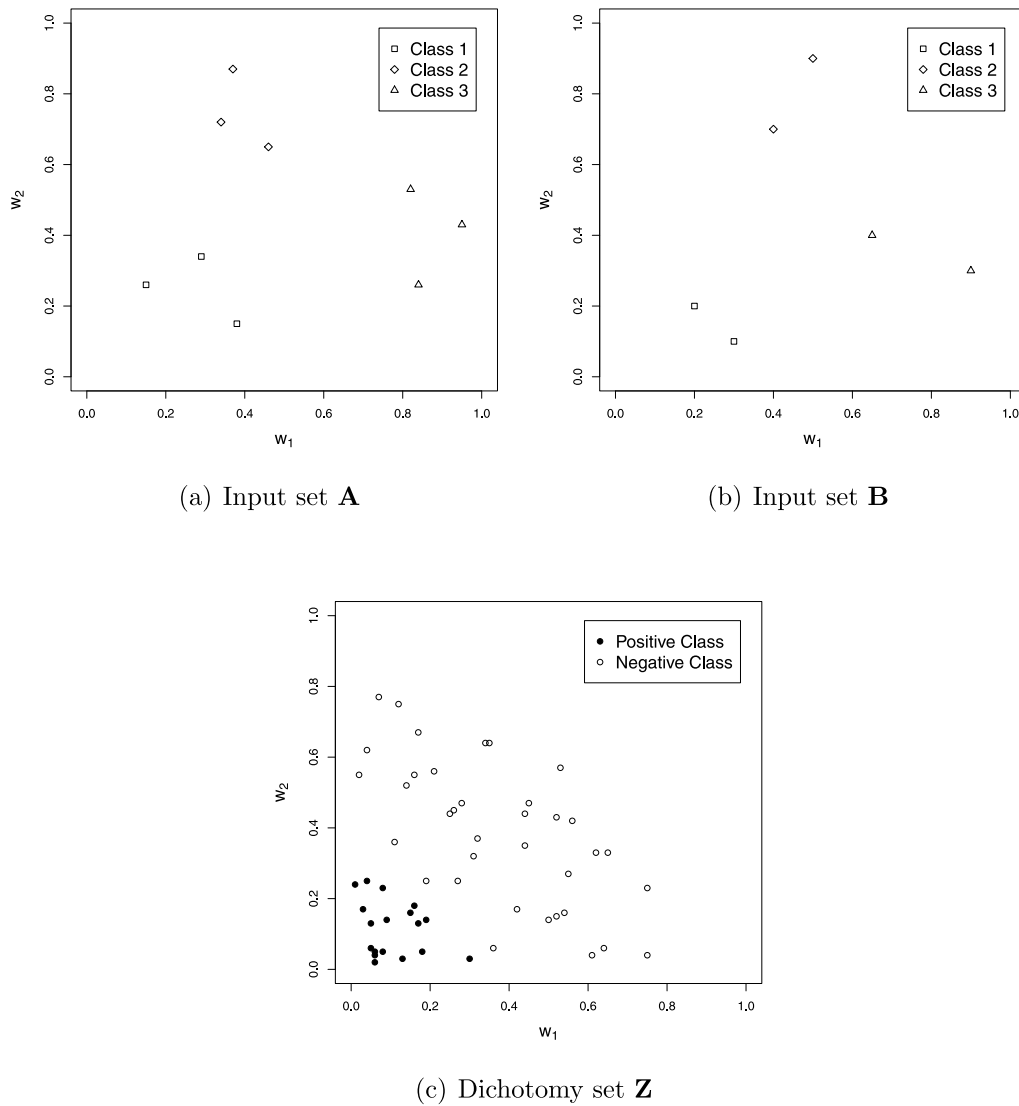 1.0
0.8
0.6
0.4
0.2
0.0
w2
0.0 0.2 0.4 0.6 0.8 1.0
w1
Class 1
Class 2
Class 3
(a) Input set A
1.0
0.8
0.6
0.4
0.2
0.0
w2
0.0 0.2 0.4 0.6 0.8 1.0
w1
Class 1
Class 2
Class 3
(b) Input set B
1.0
0.8
0.6
0.4
0.2
0.0
w2
0.0 0.2 0.4 0.6 0.8 1.0
w1
Positive Class
Negative Class
(c) Dichotomy set Z